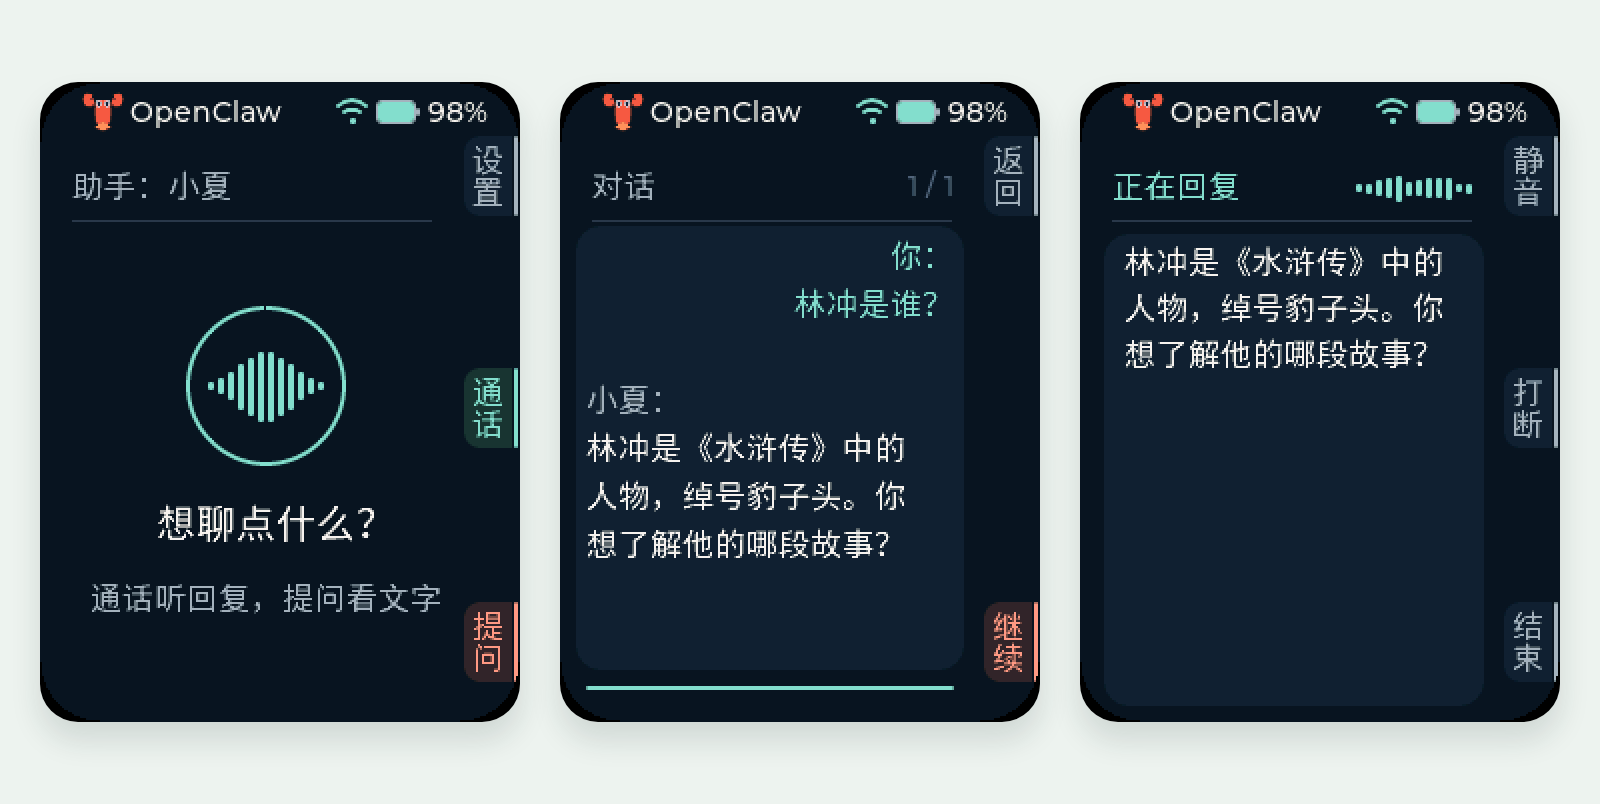 OpenClaw 98%
设置
助手：小夏
通话
想聊点什么？
通话听回复，提问看文字
提问
OpenClaw 98%
返回
对话 1/1
你：
林冲是谁？
小夏：
林冲是《水浒传》中的
人物，绰号豹子头。你
想了解他的哪段故事？
继续
OpenClaw 98%
静音
正在回复
林冲是《水浒传》中的
人物，绰号豹子头。你
想了解他的哪段故事？
打断
结束